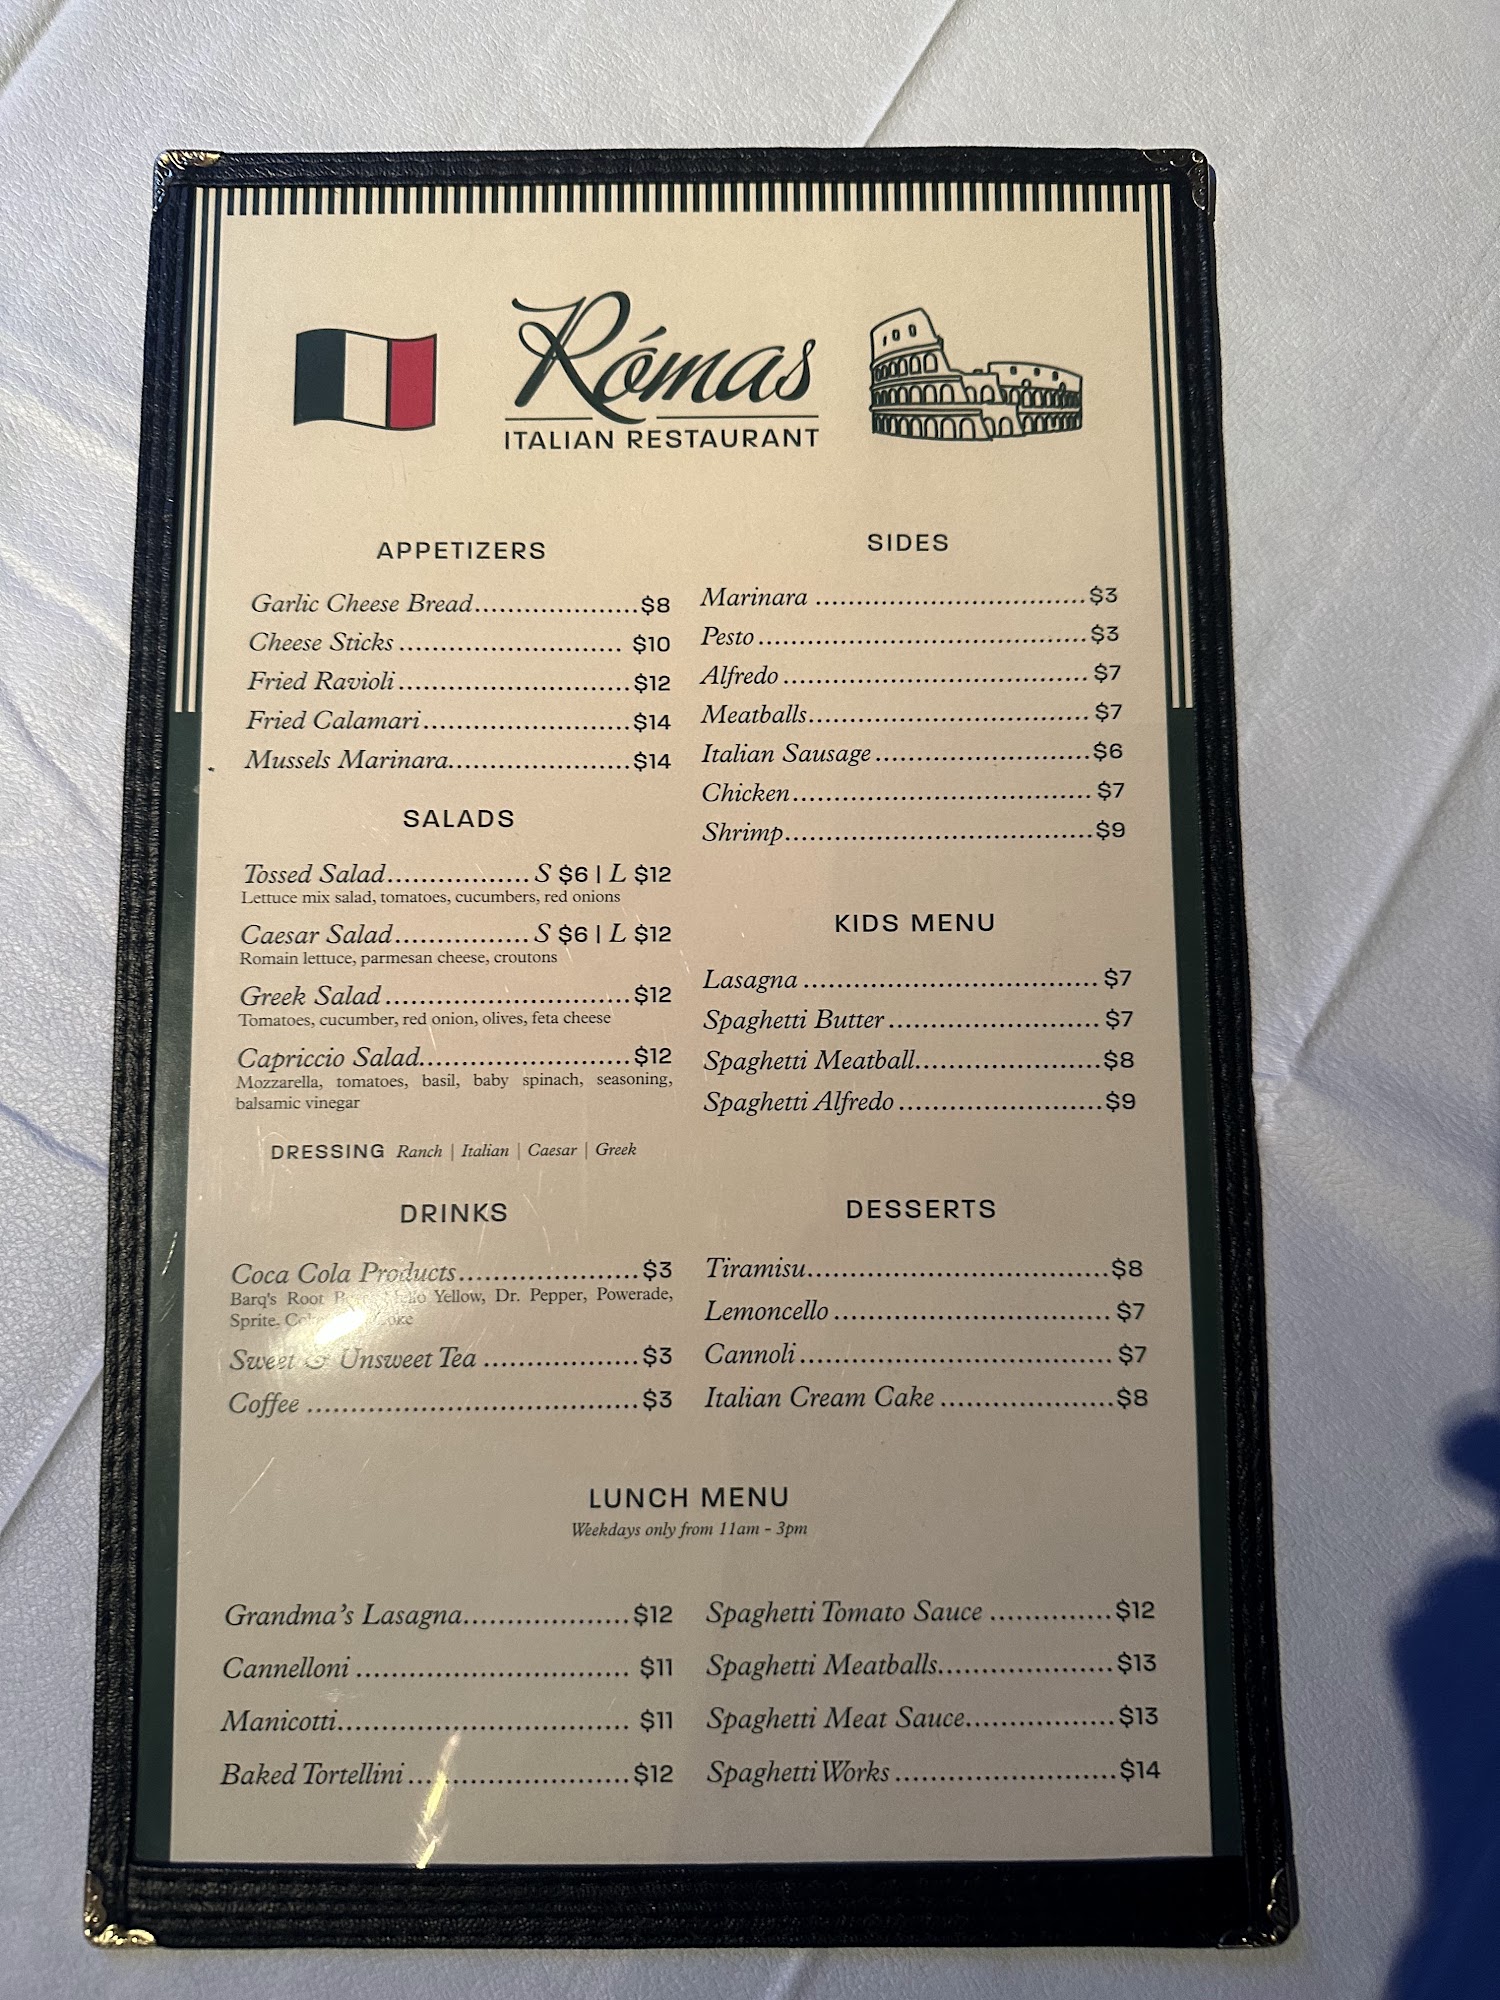 Rómas
ITALIAN RESTAURANT
APPETIZERS
Garlic Cheese Bread....................$8
Cheese Sticks.......................... $10
Fried Ravioli...........................$12
Fried Calamari........................$14
Mussels Marinara.....................$14
SALADS
Tossed Salad.................S $6 | L $12
Lettuce mix salad, tomatoes, cucumbers, red onions
Caesar Salad................S $6 | L $12
Romain lettuce, parmesan cheese, croutons
Greek Salad............................$12
Tomatoes, cucumber, red onion, olives, feta cheese
Capriccio Salad........................$12
Mozzarella, tomatoes, basil, baby spinach, seasoning,
balsamic vinegar
DRESSING Ranch | Italian | Caesar | Greek
DRINKS
Coca Cola Products.....................$3
Barq's Root Yellow, Dr. Pepper, Powerade,
Sprite,
Sweet & Unsweet Tea..................$3
Coffee......................................$3
SIDES
Marinara ................................$3
Pesto......................................$3
Alfredo...................................$7
Meatballs.................................$7
Italian Sausage.........................$6
Chicken...................................$7
Shrimp....................................$9
KIDS MENU
Lasagna..................................$7
Spaghetti Butter........................$7
Spaghetti Meatball.....................$8
Spaghetti Alfredo.......................$9
DESSERTS
Tiramisu...................................$8
Lemoncello................................$7
Cannoli....................................$7
Italian Cream Cake....................$8
LUNCH MENU
Weekdays only from 11am - 3pm
Grandma's Lasagna...................$12
Cannelloni.............................. $11
Manicotti................................ $11
Baked Tortellini.........................$12
Spaghetti Tomato Sauce..............$12
Spaghetti Meatballs....................$13
Spaghetti Meat Sauce.................$13
Spaghetti Works.........................$14